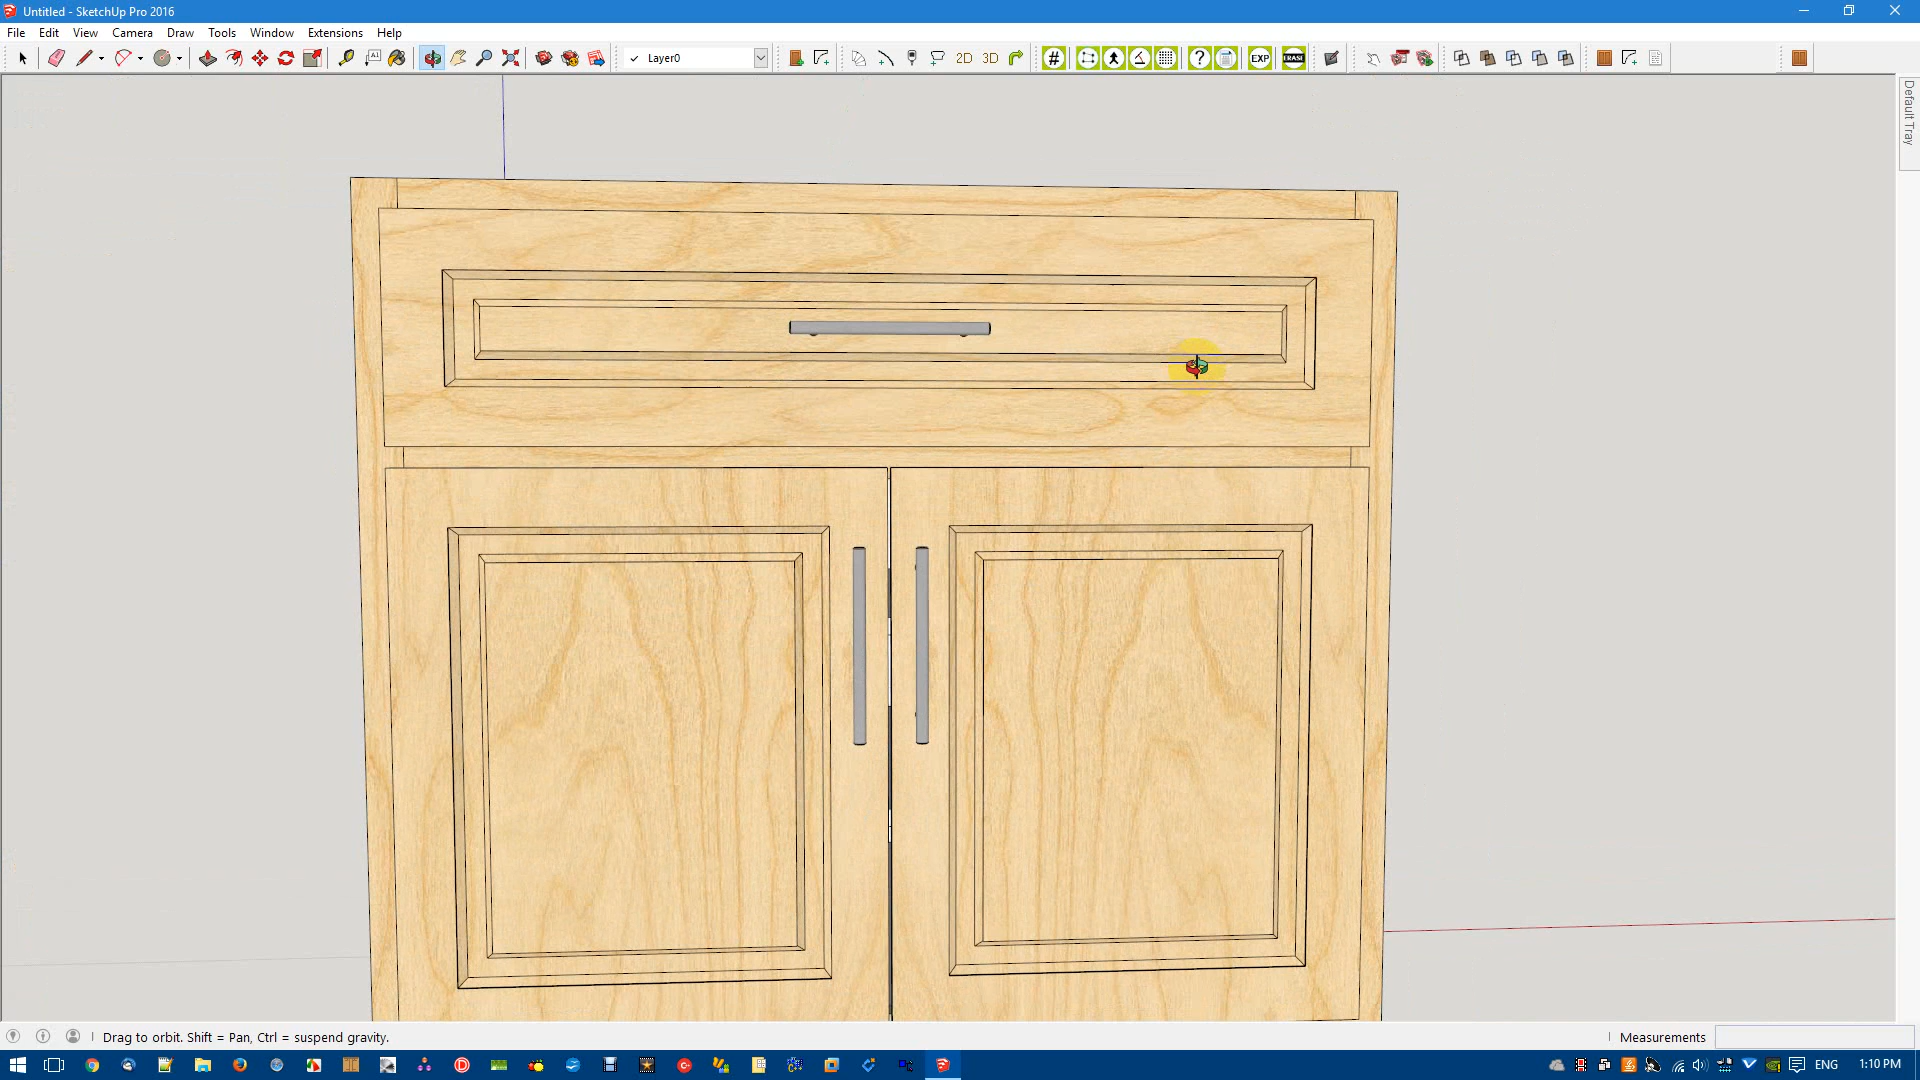 Untitled - SketchUp Pro 2016
File Edit View Camera Draw Tools Window Extensions Help
Layer0
2D 3D # ? EXP ERASE
Default Tray
Drag to orbit. Shift = Pan, Ctrl = suspend gravity.
Measurements
ENG 1:10 PM